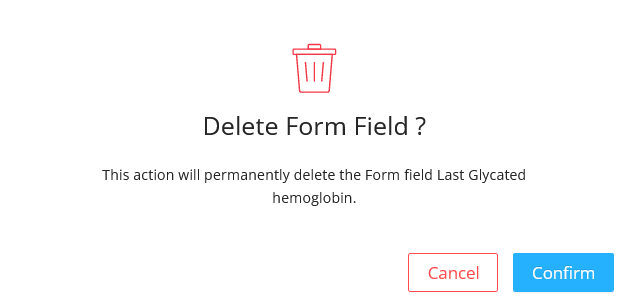 Delete Form Field ?
This action will permanently delete the Form field Last Glycated
hemoglobin.
Cancel
Confirm